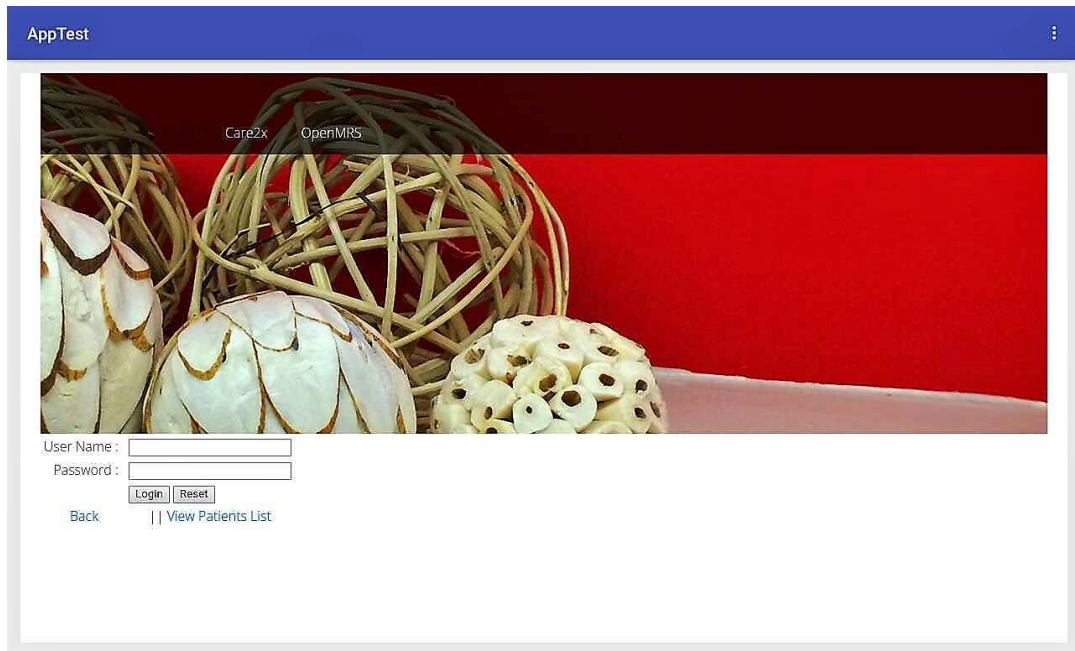 AppTest
Care2x OpenMRS
User Name :
Password :
Login Reset
Back || View Patients List